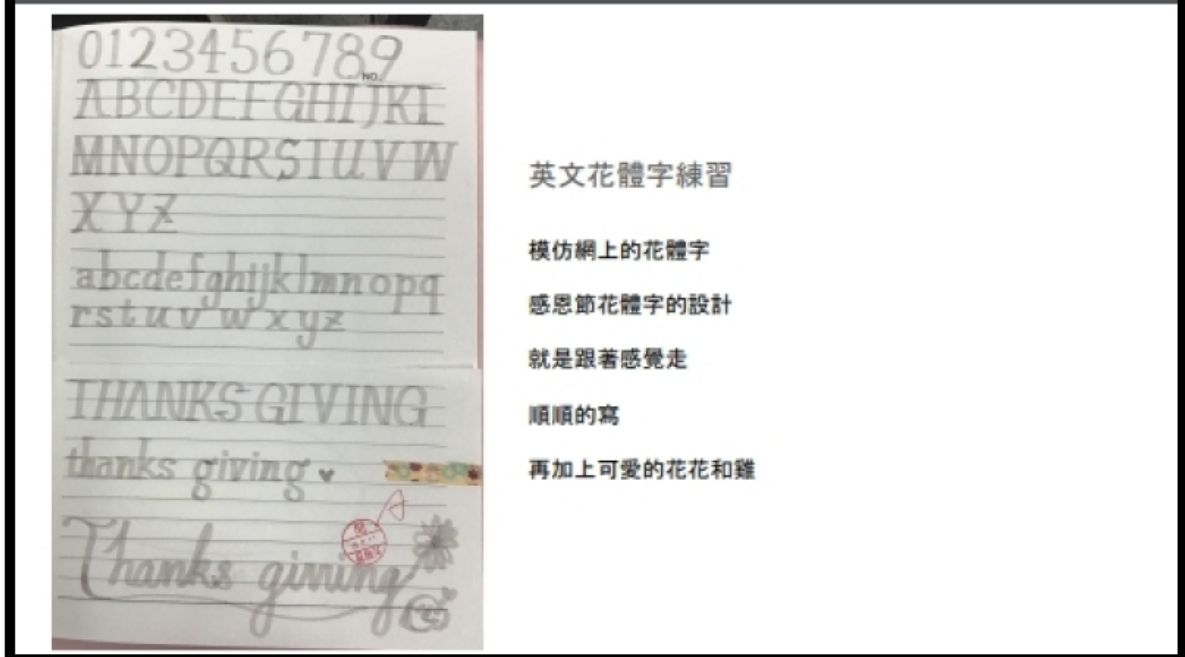 0123456789
NO.
ABCDEFGHIJKL
MNOPQRSTUVW
XYZ
abcdefghijklmnopq
rstuvwxyz
THANKS GIVING
thanks giving
Thanks giving
英文花體字練習
模仿網上的花體字
感恩節花體字的設計
就是跟著感覺走
順順的寫
再加上可愛的花花和雞